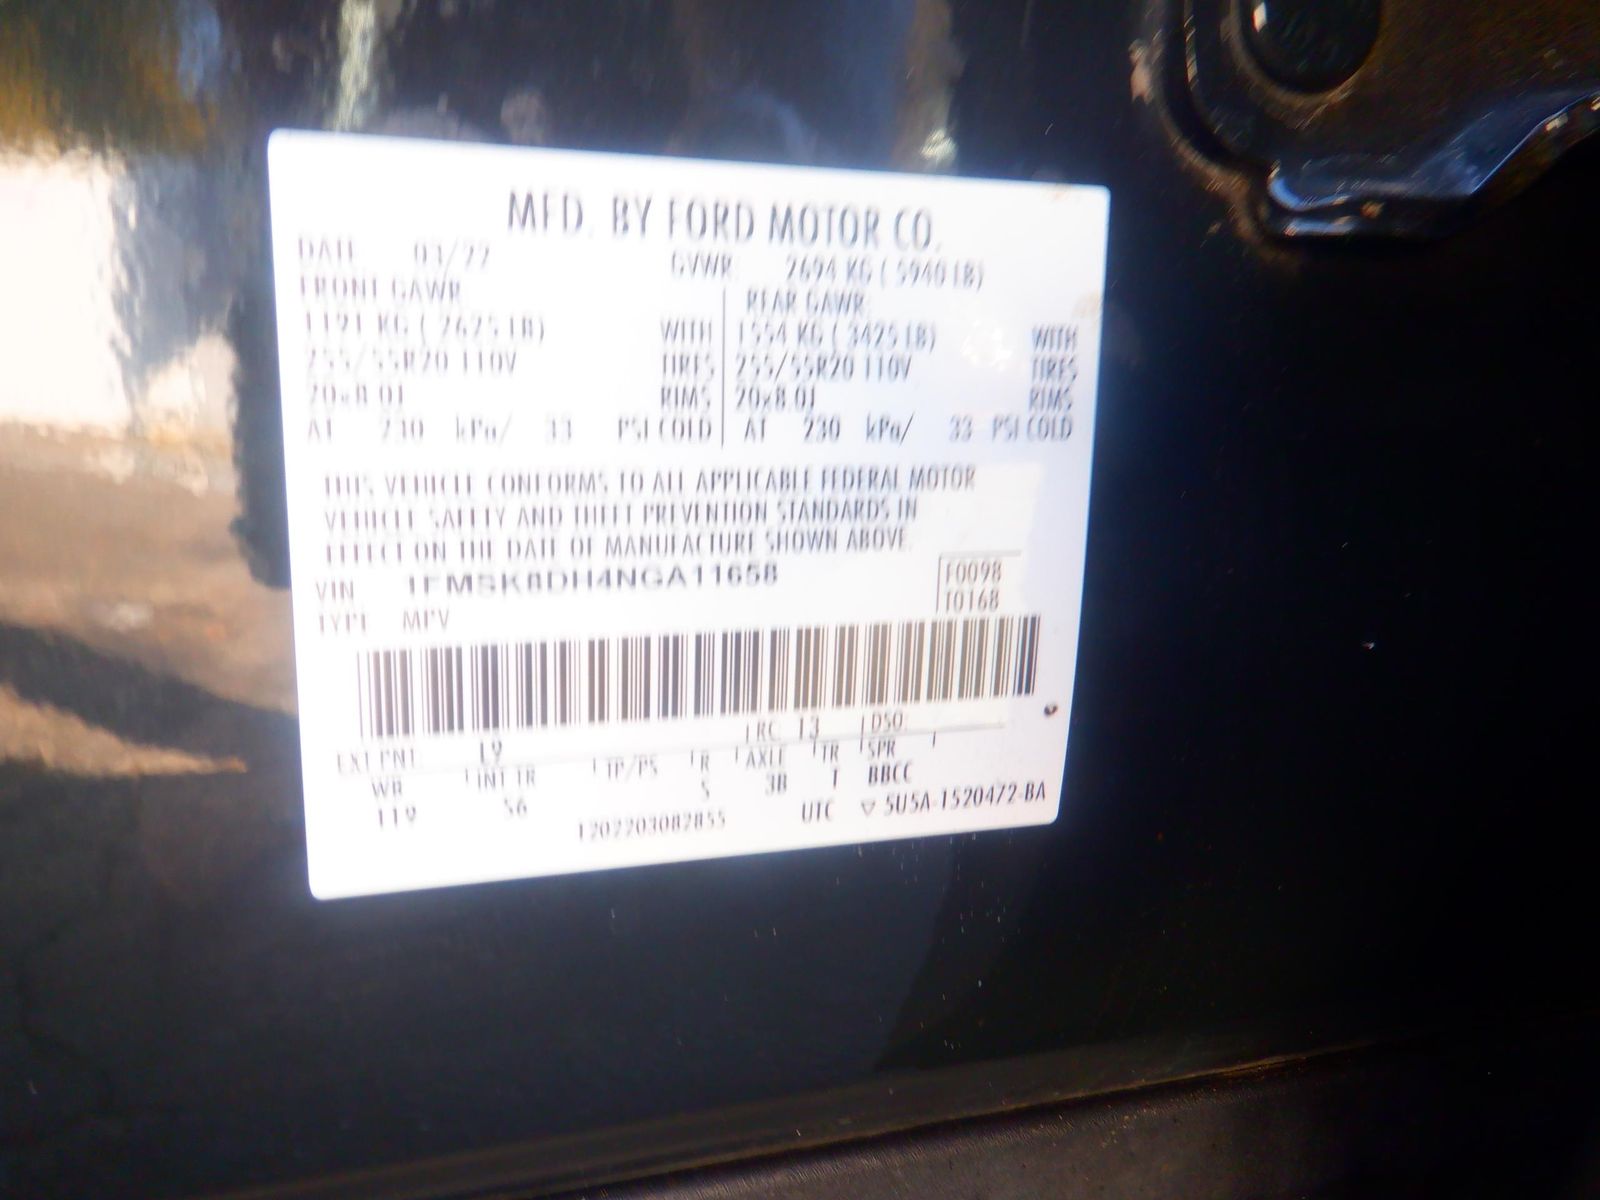 MFD. BY FORD MOTOR CO.
DATE 03/22 GVWR: 2694 KG ( 5940 LB)
FRONT GAWR: REAR GAWR:
1191 KG ( 2625 LB) WITH 1554 KG ( 3425 LB) WITH
255/55R20 110V TIRES 255/55R20 110V TIRES
20x8.0J RIMS 20x8.0J RIMS
AT 230 kPa/ 33 PSI COLD AT 230 kPa/ 33 PSI COLD
THIS VEHICLE CONFORMS TO ALL APPLICABLE FEDERAL MOTOR
VEHICLE SAFETY AND THEFT PREVENTION STANDARDS IN
EFFECT ON THE DATE OF MANUFACTURE SHOWN ABOVE.
VIN 1FMSK8DH4NGA11658 F0098
TYPE MPV T0168
EXT PNT: RC: 13 DSO:
WB INT TR TP/PS R AXLE TR SPR
119 S6 5 3B T BBCC
UTC ▽ 5U5A-1520472-BA